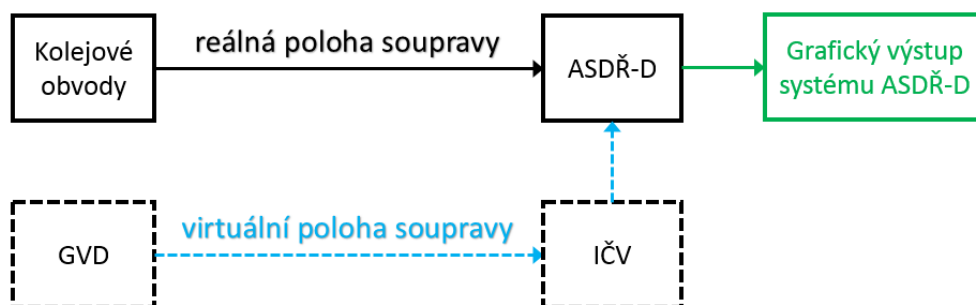 Kolejové
obvody
reálná poloha soupravy
ASDŘ-D
Grafický výstup
systému ASDŘ-D
GVD
virtuální poloha soupravy
IČV